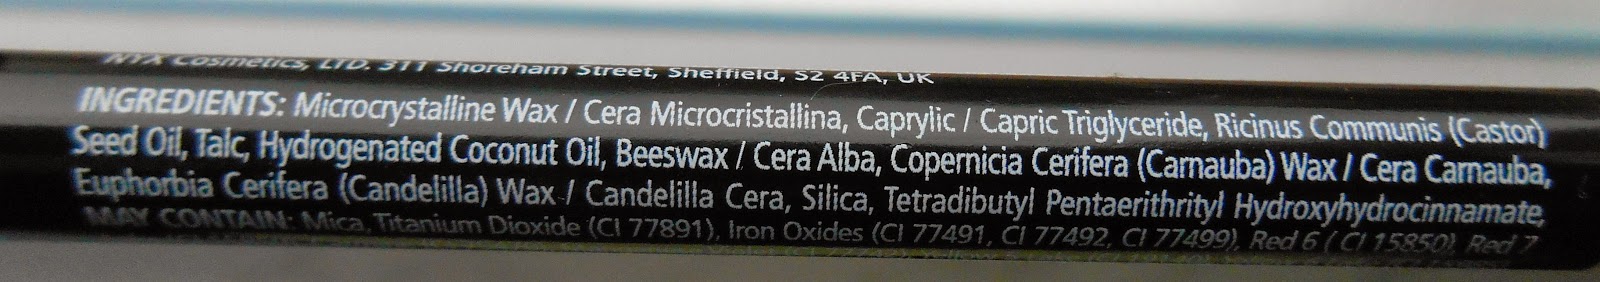 NYX Cosmetics, LTD. 311 Shoreham Street, Sheffield, S2 4FA, UK
INGREDIENTS: Microcrystalline Wax / Cera Microcristallina, Caprylic / Capric Triglyceride, Ricinus Communis (Castor)
Seed Oil, Talc, Hydrogenated Coconut Oil, Beeswax / Cera Alba, Copernicia Cerifera (Carnauba) Wax / Cera Carnauba,
Euphorbia Cerifera (Candelilla) Wax / Candelilla Cera, Silica, Tetradibutyl Pentaerithrityl Hydroxyhydrocinnamate,
MAY CONTAIN: Mica, Titanium Dioxide (CI 77891), Iron Oxides (CI 77491, CI 77492, CI 77499), Red 6 ( CI 15850), Red 7